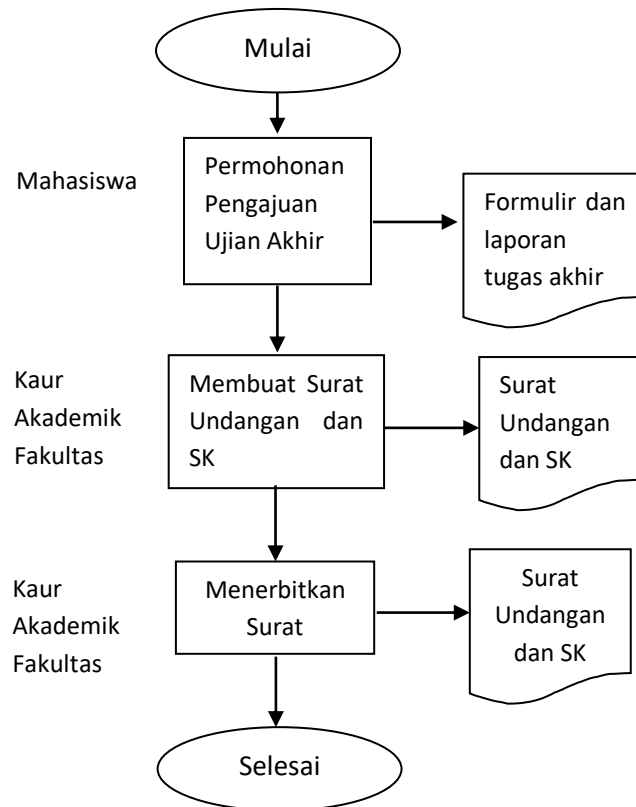 Mulai
Mahasiswa
Permohonan
Pengajuan
Ujian Akhir
Formulir dan
laporan
tugas akhir
Kaur
Akademik
Fakultas
Membuat Surat
Undangan dan
SK
Surat
Undangan
dan SK
Kaur
Akademik
Fakultas
Menerbitkan
Surat
Surat
Undangan
dan SK
Selesai